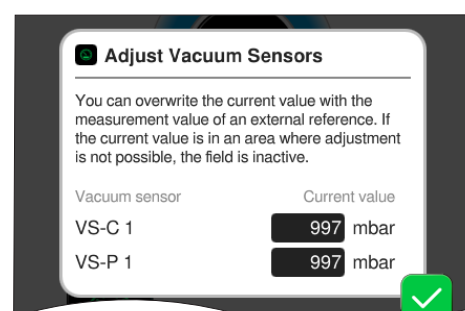 Adjust Vacuum Sensors
You can overwrite the current value with the
measurement value of an external reference. If
the current value is in an area where adjustment
is not possible, the field is inactive.
Vacuum sensor Current value
VS-C 1 997 mbar
VS-P 1 997 mbar